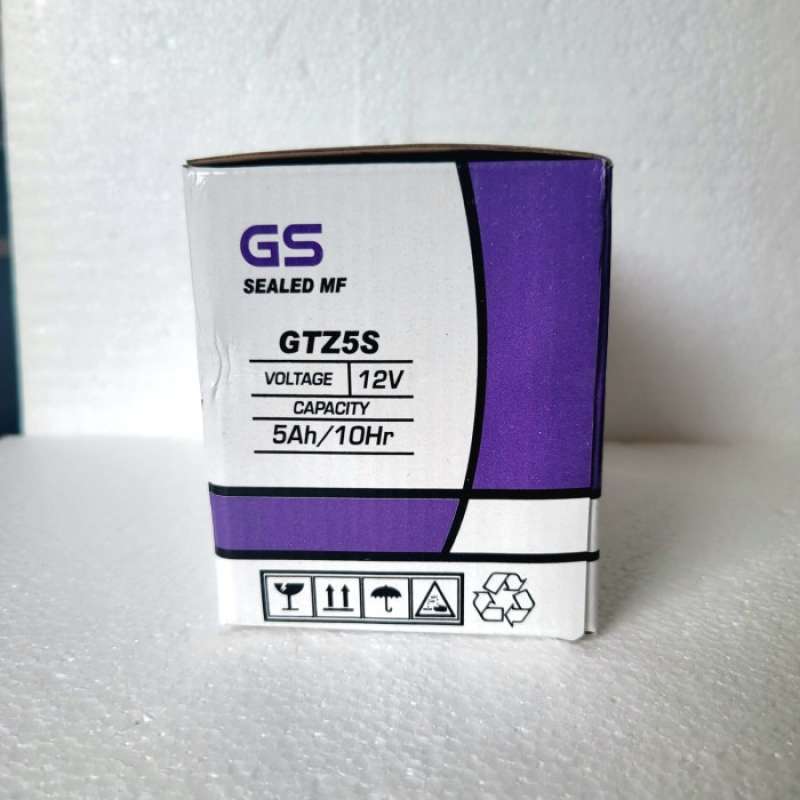 GS
SEALED MF
GTZ5S
VOLTAGE 12V
CAPACITY
5Ah/10Hr